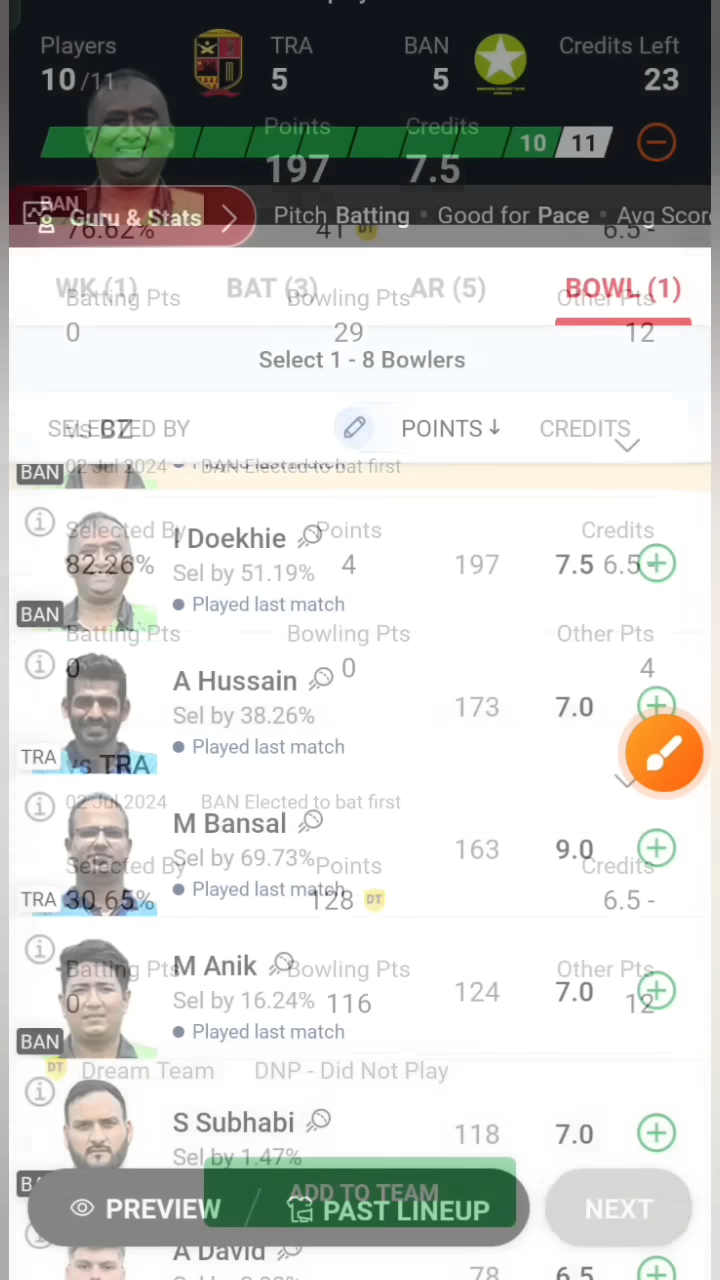 Players TRA BAN Credits Left
10/11 5 5 23
Points Credits
10 11
197 7.5
BAN
Guru & Stats Pitch Batting • Good for Pace • Avg Scor
76.62% 41 DT 6.5 -
WK (1) BAT (3) AR (5) BOWL (1)
Batting Pts Bowling Pts Other Pts
0 29 12
Select 1 - 8 Bowlers
SELECTED BY POINTS↓ CREDITS
vs BZ
BAN 02 Jul 2024 BAN Elected to bat first
I Doekhie
Selected By Points Credits
82.26% 4 6.5 -
Sel by 51.19% 197 7.5
Played last match
BAN
Batting Pts Bowling Pts Other Pts
0 0 4
A Hussain
Sel by 38.26% 173 7.0
Played last match
TRA
vs TRA
02 Jul 2024 BAN Elected to bat first
M Bansal
Sel by 69.73% 163 9.0
Selected By Points Credits
Played last match
TRA
30.65% 128 DT 6.5 -
M Anik
Batting Pts Bowling Pts Other Pts
Sel by 16.24% 124 7.0
0 116 12
Played last match
BAN
DT Dream Team DNP - Did Not Play
S Subhabi
Sel by 1.47% 118 7.0
ADD TO TEAM
PREVIEW / PAST LINEUP NEXT
A David
78 6.5